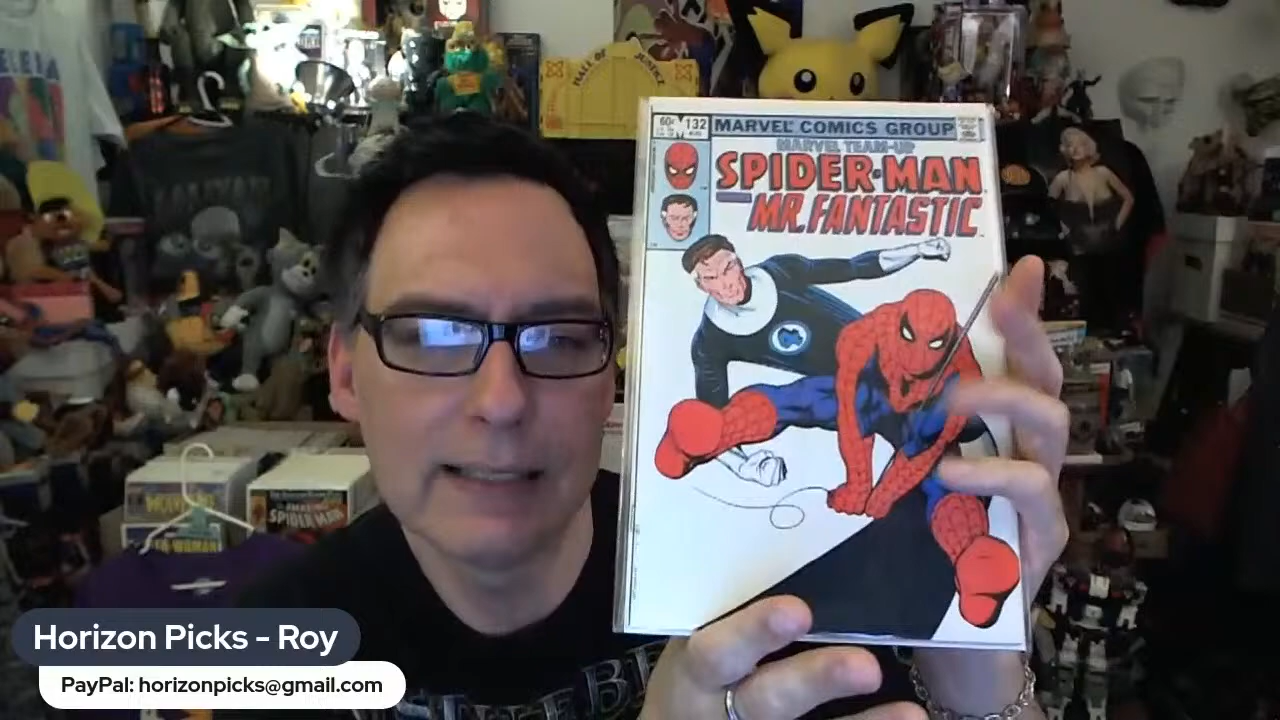 HALL OF JUSTICE
60¢
132
MARVEL COMICS GROUP
MARVEL TEAM-UP
SPIDER-MAN
MR. FANTASTIC
SPIDER-MAN
Horizon Picks - Roy
PayPal: horizonpicks@gmail.com